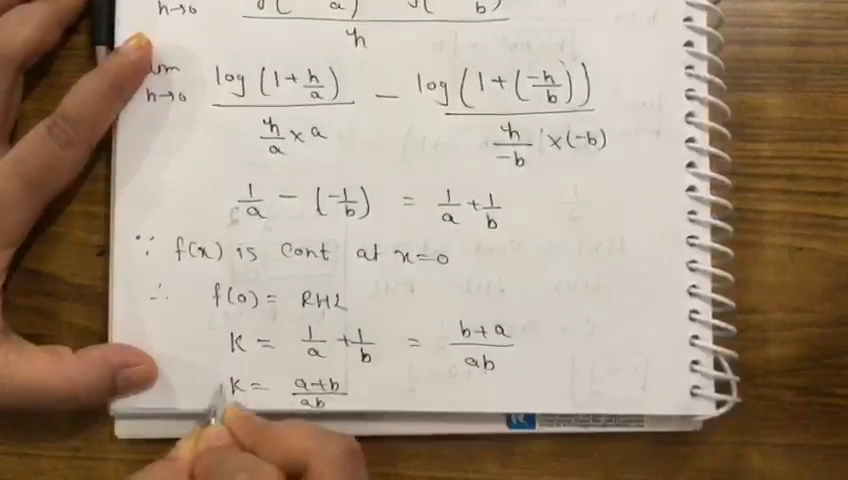 h→0 h
lim h→0 log (1 + h/a) / (h/a × a) − log (1 + (−h/b)) / (h/−b × (−b))
1/a − (−1/b) = 1/a + 1/b
∵ f(x) is cont at x=0
∴ f(0) = RHL
K = 1/a + 1/b = b+a/ab
K = a+b/ab